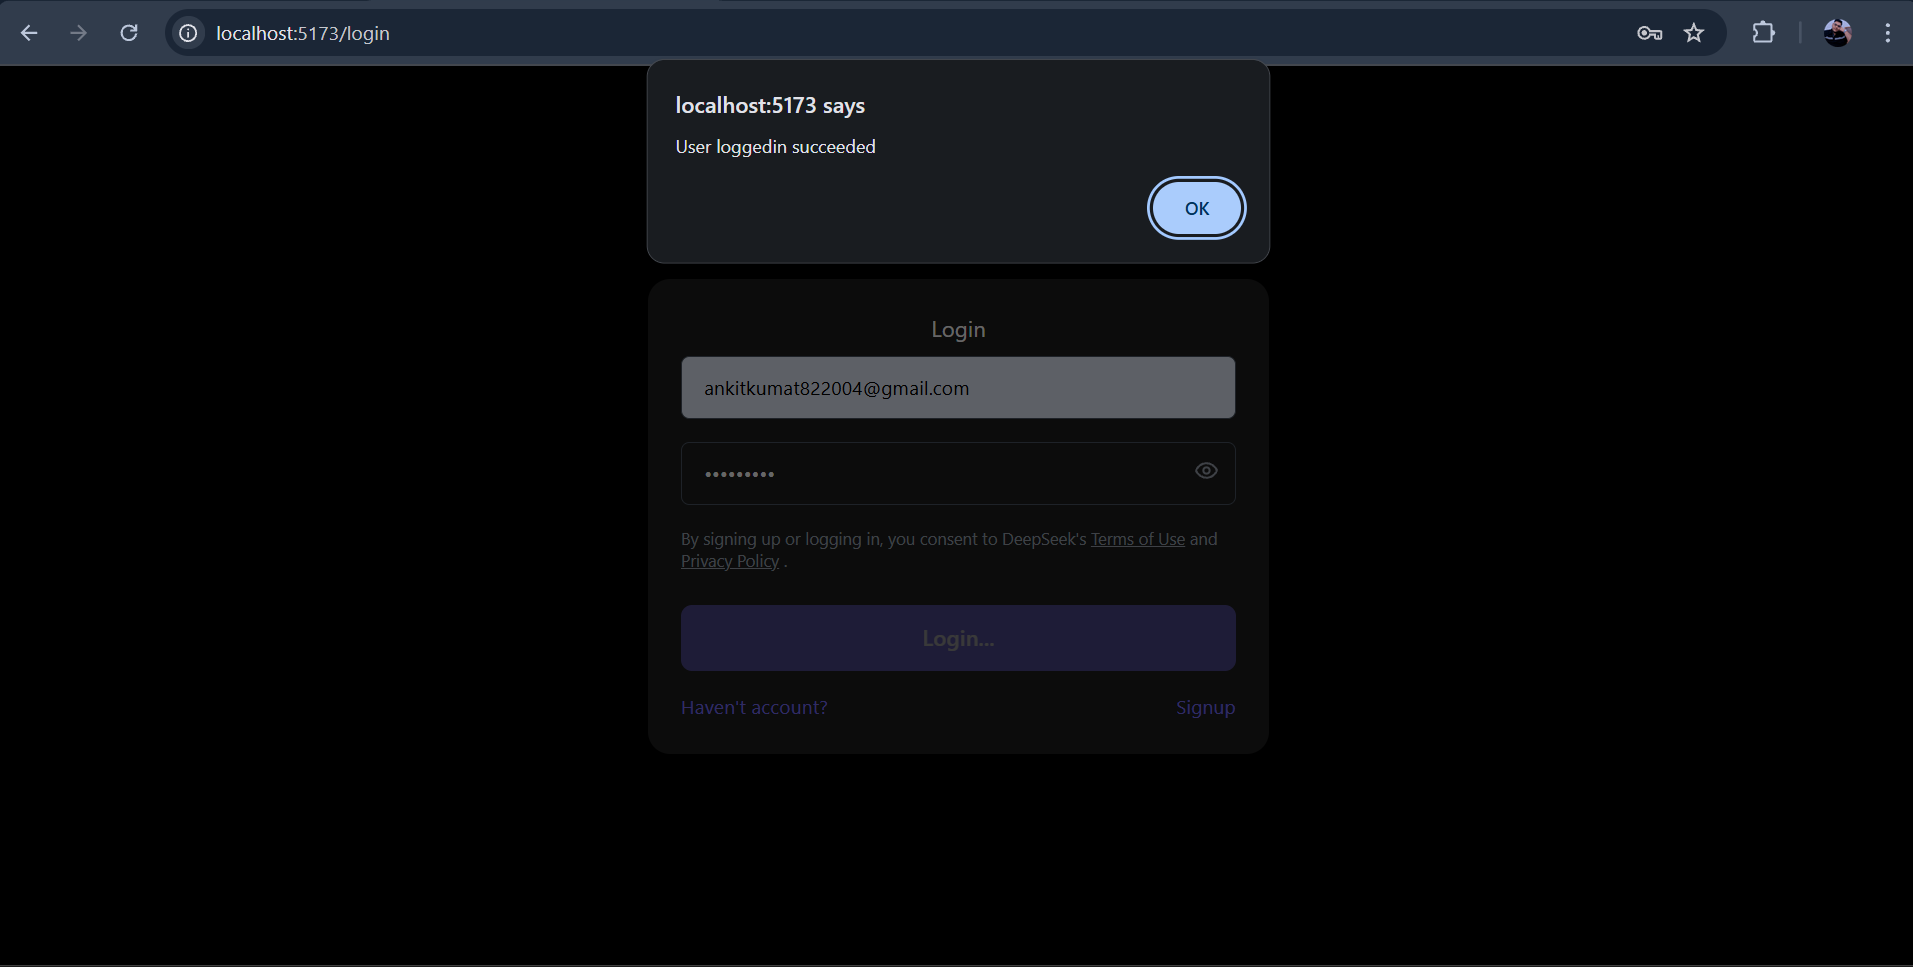 localhost:5173/login
localhost:5173 says
User loggedin succeeded
OK
Login
ankitkumat822004@gmail.com
•••••••••
By signing up or logging in, you consent to DeepSeek's Terms of Use and
Privacy Policy .
Login...
Haven't account? Signup